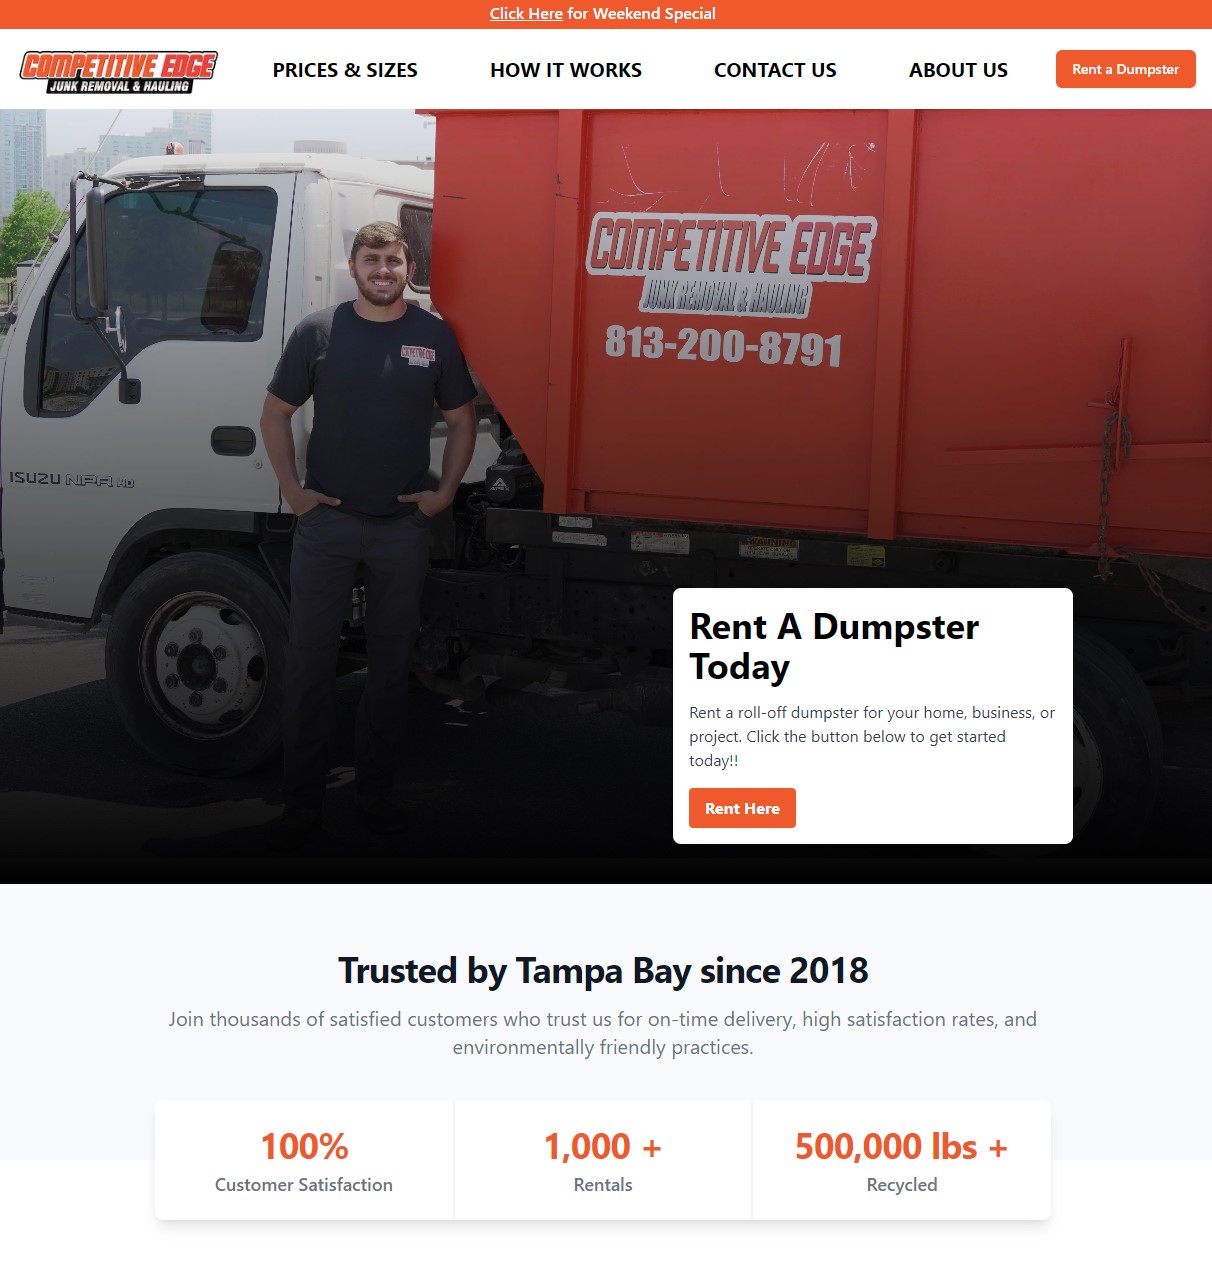 Click Here for Weekend Special
COMPETITIVE EDGE
JUNK REMOVAL & HAULING
PRICES & SIZES
HOW IT WORKS
CONTACT US
ABOUT US
Rent a Dumpster
COMPETITIVE EDGE
JUNK REMOVAL & HAULING
813-200-8791
COMPETITIVE EDGE
ISUZU NPR HD
APEX
WARNING
Rent A Dumpster
Today
Rent a roll-off dumpster for your home, business, or
project. Click the button below to get started
today!!
Rent Here
Trusted by Tampa Bay since 2018
Join thousands of satisfied customers who trust us for on-time delivery, high satisfaction rates, and
environmentally friendly practices.
100%
Customer Satisfaction
1,000 +
Rentals
500,000 lbs +
Recycled